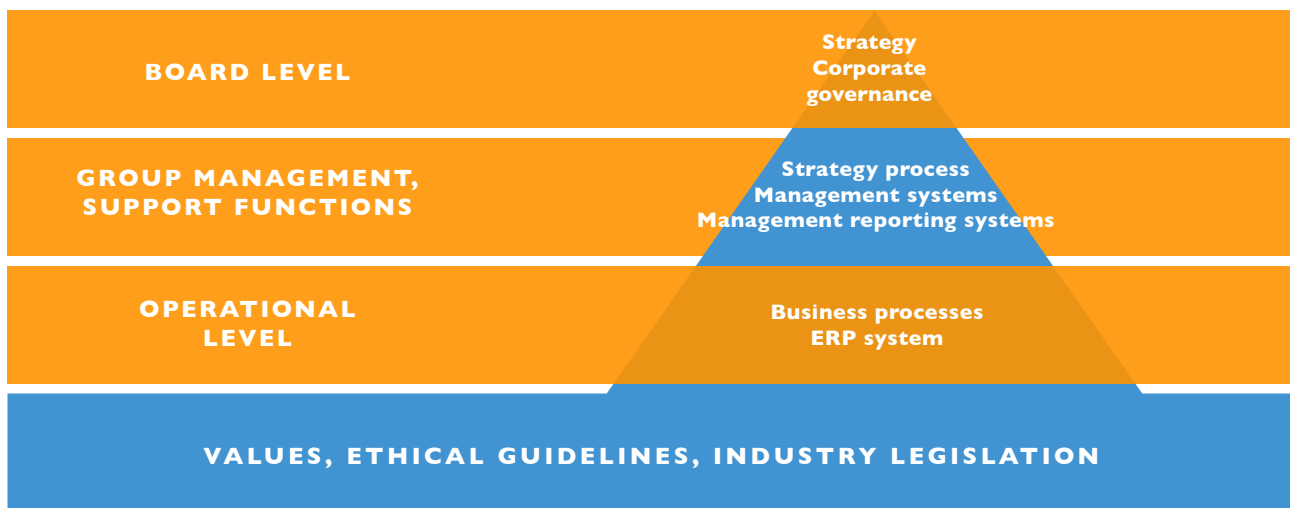 BOARD LEVEL
Strategy
Corporate
governance
GROUP MANAGEMENT,
SUPPORT FUNCTIONS
Strategy process
Management systems
Management reporting systems
OPERATIONAL
LEVEL
Business processes
ERP system
VALUES, ETHICAL GUIDELINES, INDUSTRY LEGISLATION